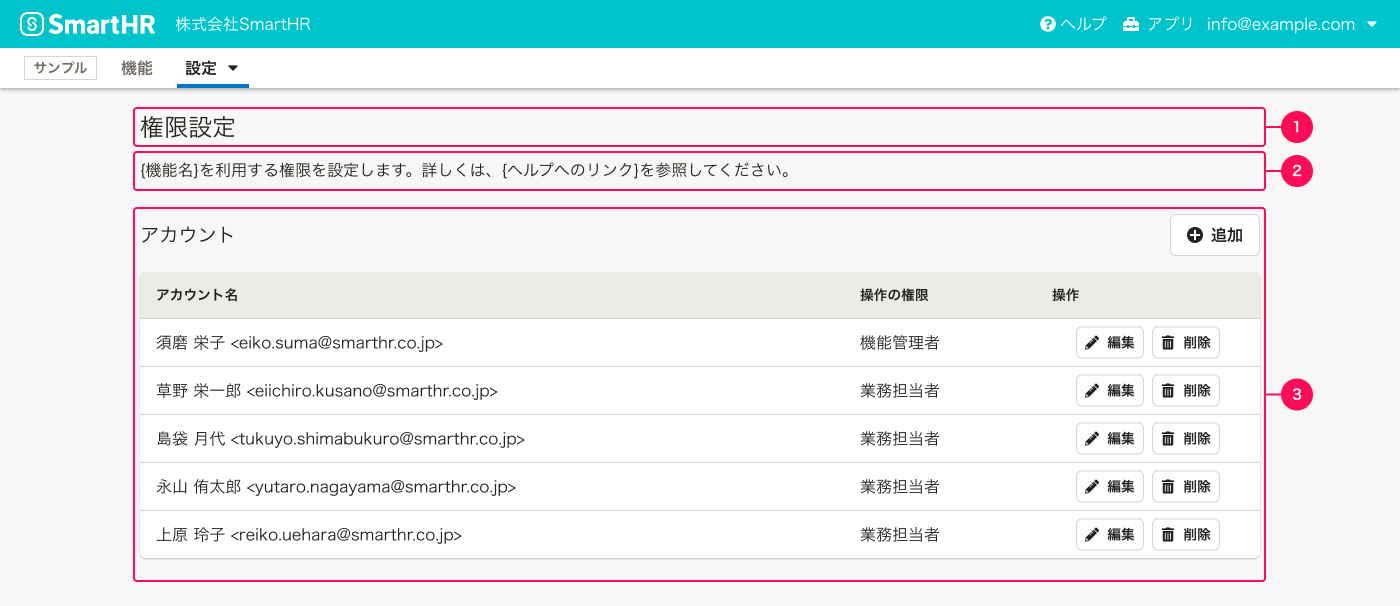 SmartHR 株式会社SmartHR ヘルプ アプリ info@example.com
サンプル 機能 設定
権限設定 1
{機能名}を利用する権限を設定します。詳しくは、{ヘルプへのリンク}を参照してください。 2
アカウント 追加
アカウント名 操作の権限 操作
須磨 栄子 <eiko.suma@smarthr.co.jp> 機能管理者 編集 削除
草野 栄一郎 <eiichiro.kusano@smarthr.co.jp> 業務担当者 編集 削除
3
島袋 月代 <tukuyo.shimabukuro@smarthr.co.jp> 業務担当者 編集 削除
永山 侑太郎 <yutaro.nagayama@smarthr.co.jp> 業務担当者 編集 削除
上原 玲子 <reiko.uehara@smarthr.co.jp> 業務担当者 編集 削除